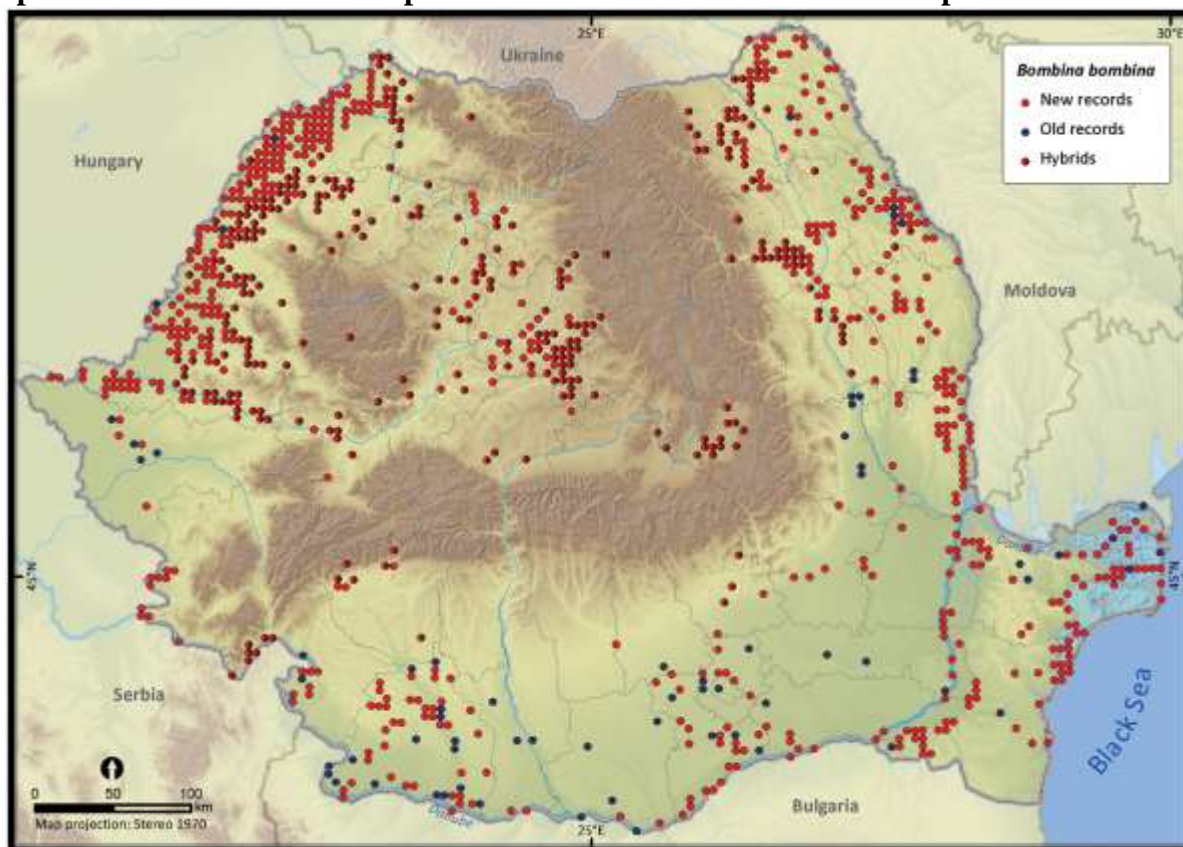 25°E
30°E
Ukraine
Bombina bombina
New records
Old records
Hybrids
Hungary
Moldova
45°N
45°N
Serbia
Black Sea
0 50 100
km
Map projection: Stereo 1970
Danube
25°E
Bulgaria